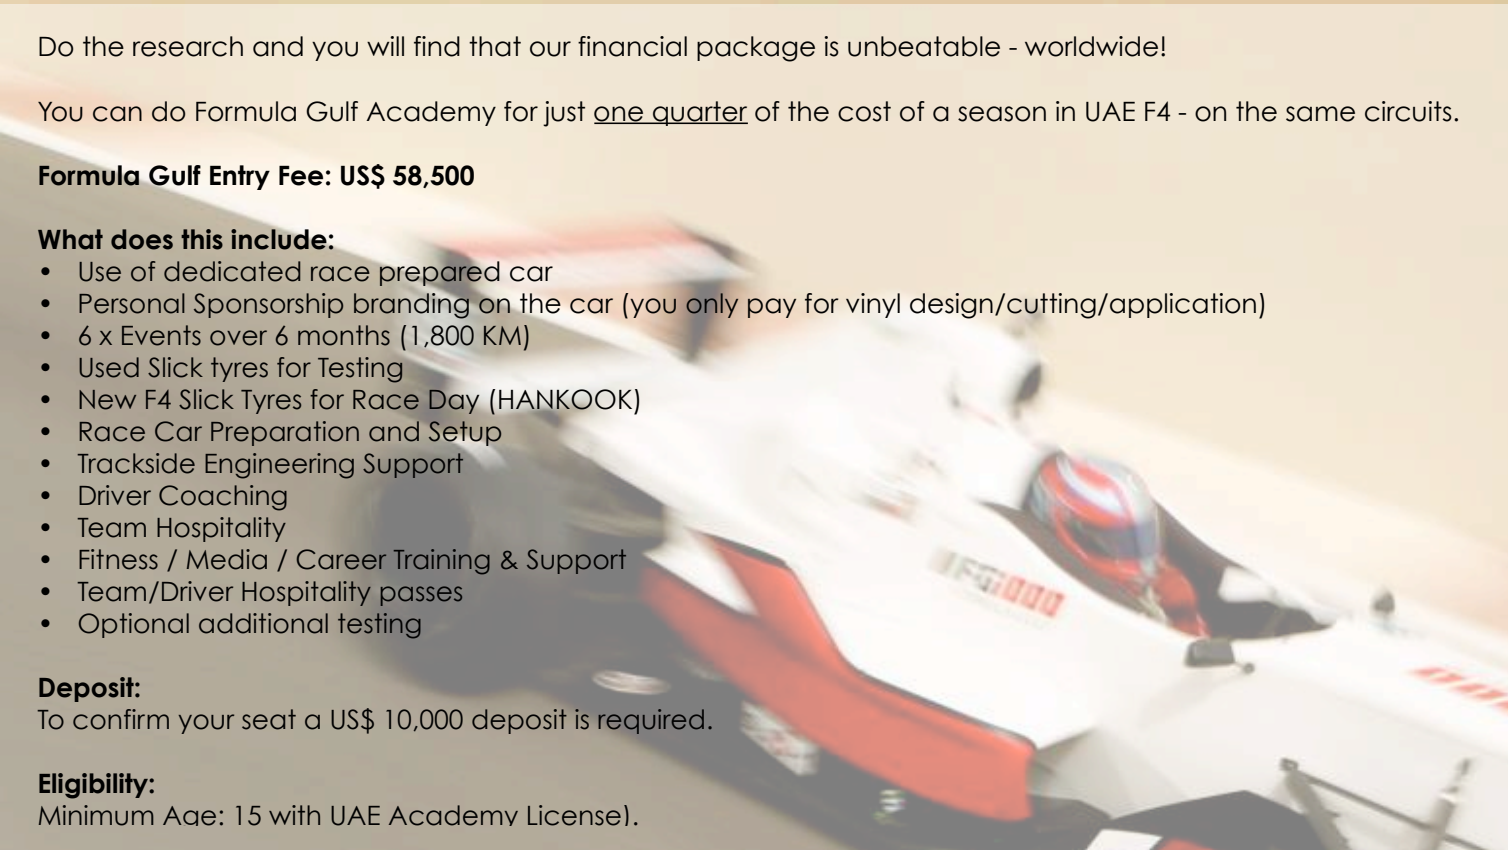 Do the research and you will find that our financial package is unbeatable - worldwide!
You can do Formula Gulf Academy for just one quarter of the cost of a season in UAE F4 - on the same circuits.
Formula Gulf Entry Fee: US$ 58,500
What does this include:
• Use of dedicated race prepared car
• Personal Sponsorship branding on the car (you only pay for vinyl design/cutting/application)
• 6 x Events over 6 months (1,800 KM)
• Used Slick tyres for Testing
• New F4 Slick Tyres for Race Day (HANKOOK)
• Race Car Preparation and Setup
• Trackside Engineering Support
• Driver Coaching
• Team Hospitality
• Fitness / Media / Career Training & Support
• Team/Driver Hospitality passes
• Optional additional testing
FG1000
Deposit:
To confirm your seat a US$ 10,000 deposit is required.
Eligibility:
Minimum Age: 15 with UAE Academy License).